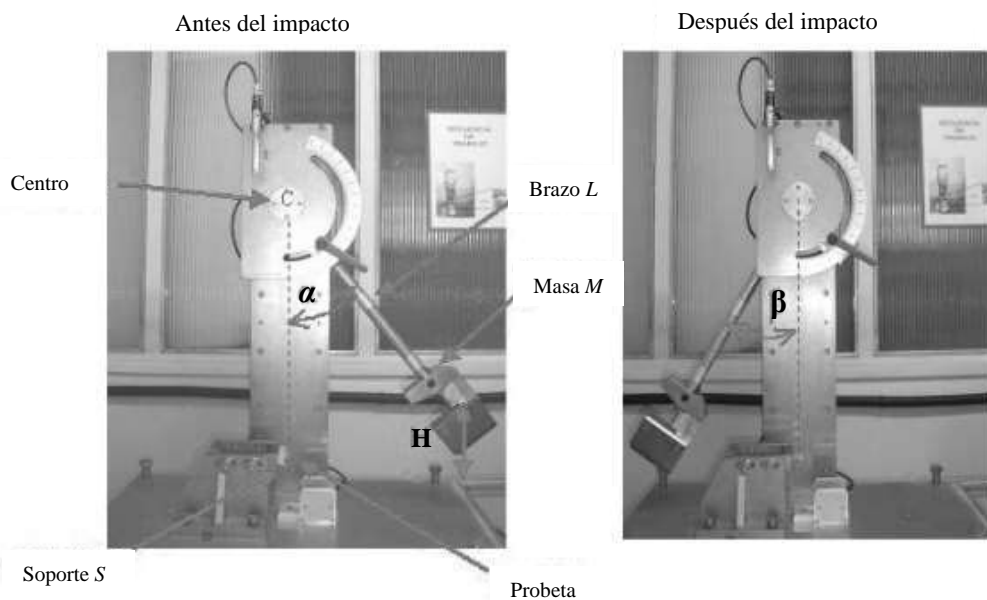 Antes del impacto
Después del impacto
Centro
C
Brazo L
α
Masa M
β
H
Soporte S
Probeta